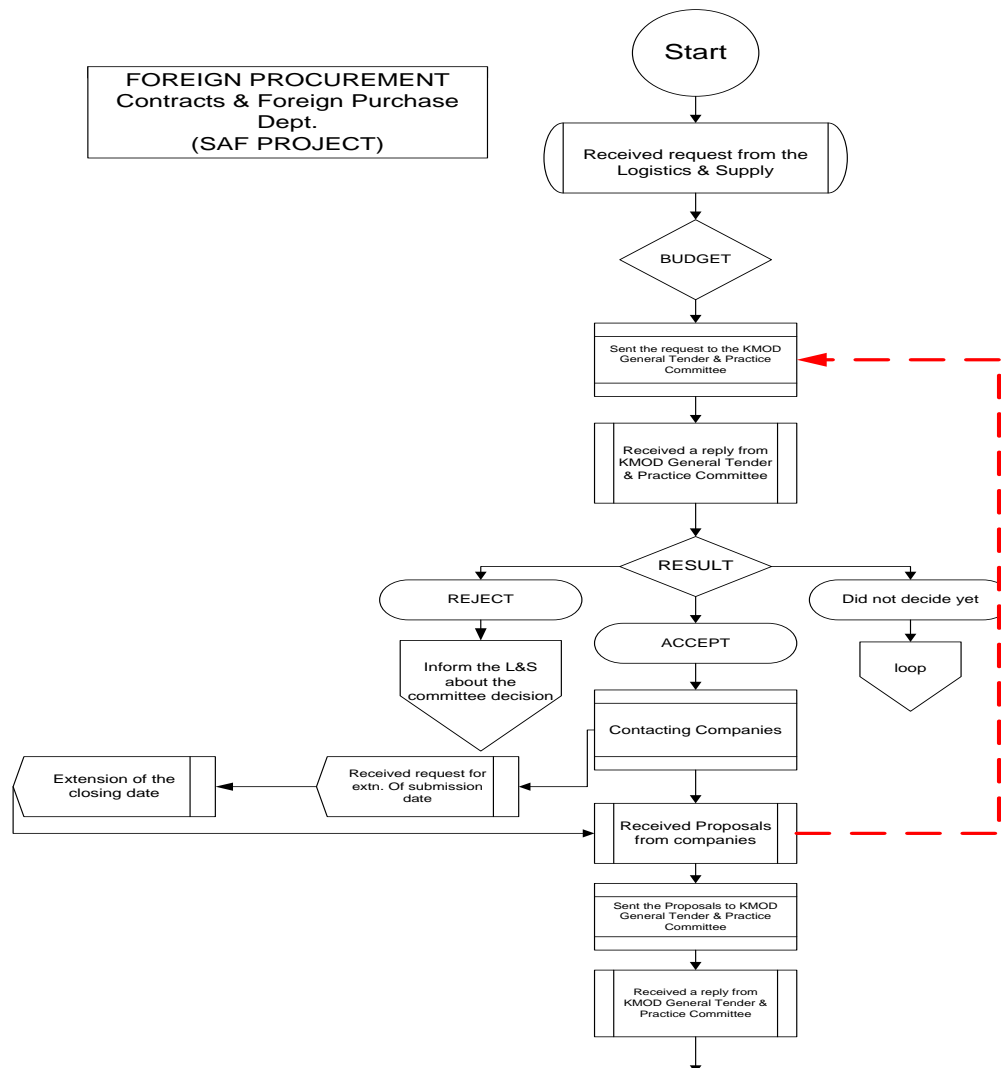 Start
FOREIGN PROCUREMENT
Contracts & Foreign Purchase
Dept.
(SAF PROJECT)
Received request from the
Logistics & Supply
BUDGET
Sent the request to the KMOD
General Tender & Practice
Committee
Received a reply from
KMOD General Tender
& Practice Committee
RESULT
REJECT
Did not decide yet
ACCEPT
Inform the L&S
about the
committee decision
loop
Contacting Companies
Extension of the
closing date
Received request for
extn. Of submission
date
Received Proposals
from companies
Sent the Proposals to KMOD
General Tender & Practice
Committee
Received a reply from
KMOD General Tender &
Practice Committee